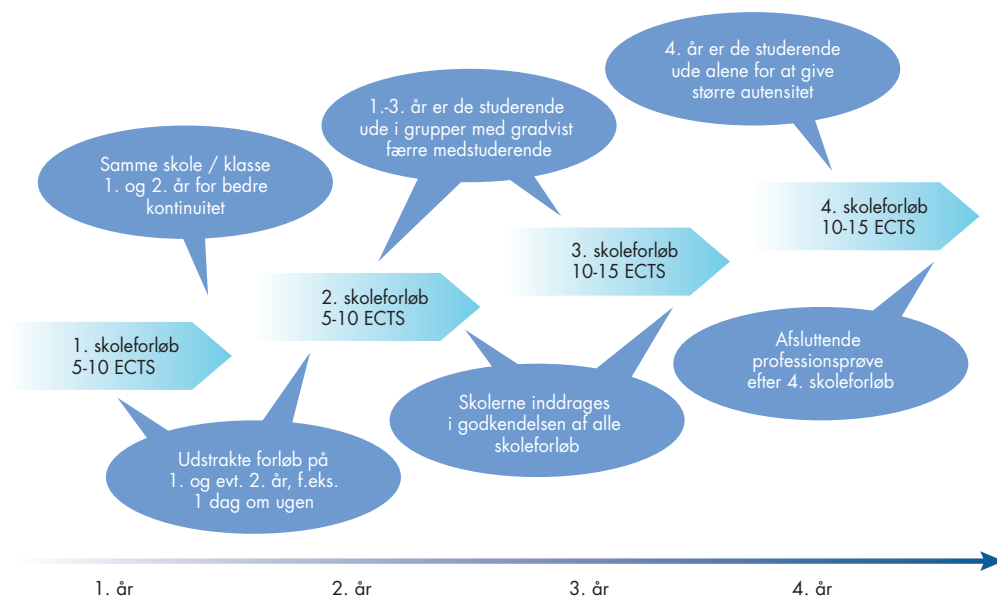 4. år er de studerende
ude alene for at give
større autensitet
1.-3. år er de studerende
ude i grupper med gradvist
færre medstuderende
Samme skole / klasse
1. og 2. år for bedre
kontinuitet
4. skoleforløb
10-15 ECTS
3. skoleforløb
10-15 ECTS
2. skoleforløb
5-10 ECTS
1. skoleforløb
5-10 ECTS
Afsluttende
professionsprøve
efter 4. skoleforløb
Skolerne inddrages
i godkendelsen af alle
skoleforløb
Udstrakte forløb på
1. og evt. 2. år, f.eks.
1 dag om ugen
1. år
2. år
3. år
4. år